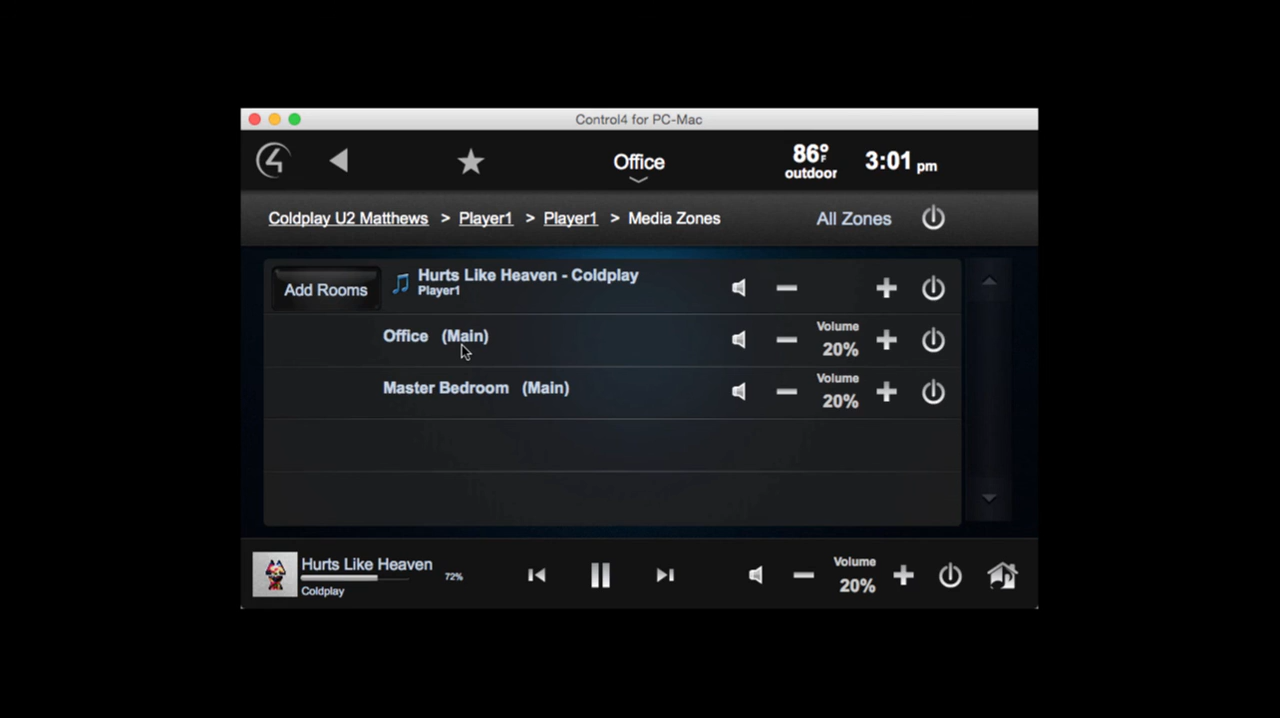 Control4 for PC-Mac
4
Office
86°F
outdoor
3:01 pm
Coldplay U2 Matthews > Player1 > Player1 > Media Zones
All Zones
Add Rooms
Hurts Like Heaven - Coldplay
Player1
Office (Main)
Volume
20%
Master Bedroom (Main)
Volume
20%
Hurts Like Heaven
72%
Coldplay
Volume
20%